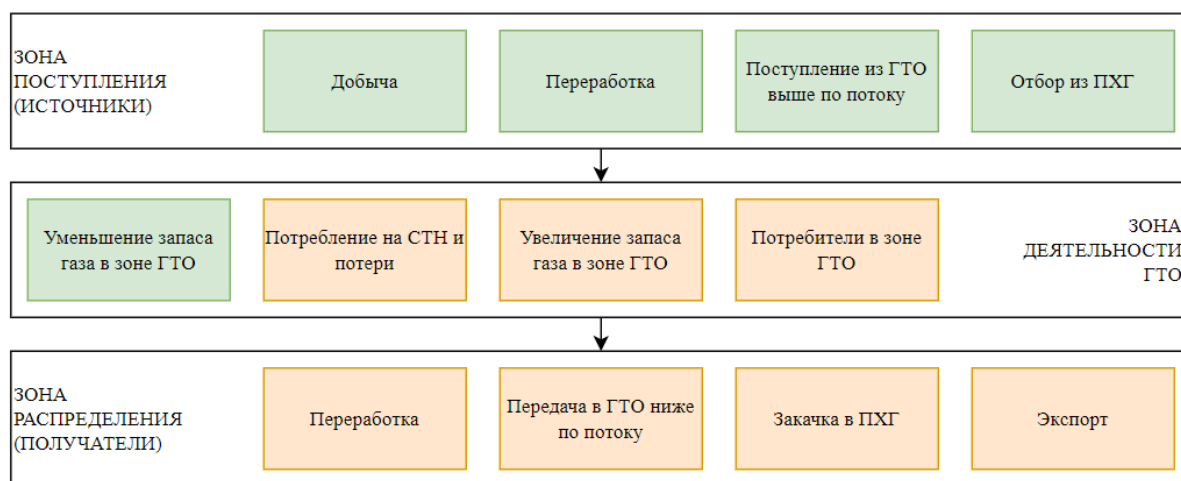 ЗОНА
ПОСТУПЛЕНИЯ
(ИСТОЧНИКИ)
Добыча
Переработка
Поступление из ГТО
выше по потоку
Отбор из ПХГ
Уменьшение запаса
газа в зоне ГТО
Потребление на СТН и
потери
Увеличение запаса
газа в зоне ГТО
Потребители в зоне
ГТО
ЗОНА
ДЕЯТЕЛЬНОСТИ
ГТО
ЗОНА
РАСПРЕДЕЛЕНИЯ
(ПОЛУЧАТЕЛИ)
Переработка
Передача в ГТО ниже
по потоку
Закачка в ПХГ
Экспорт